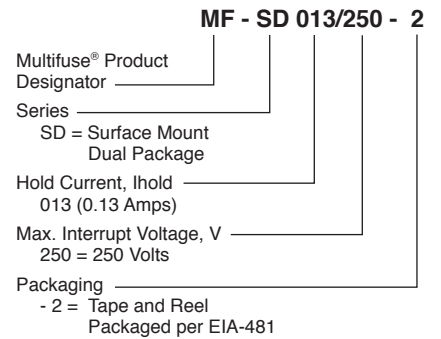 MF - SD 013/250 - 2
Multifuse® Product
Designator
Series
SD = Surface Mount
Dual Package
Hold Current, Ihold
013 (0.13 Amps)
Max. Interrupt Voltage, V
250 = 250 Volts
Packaging
- 2 = Tape and Reel
Packaged per EIA-481